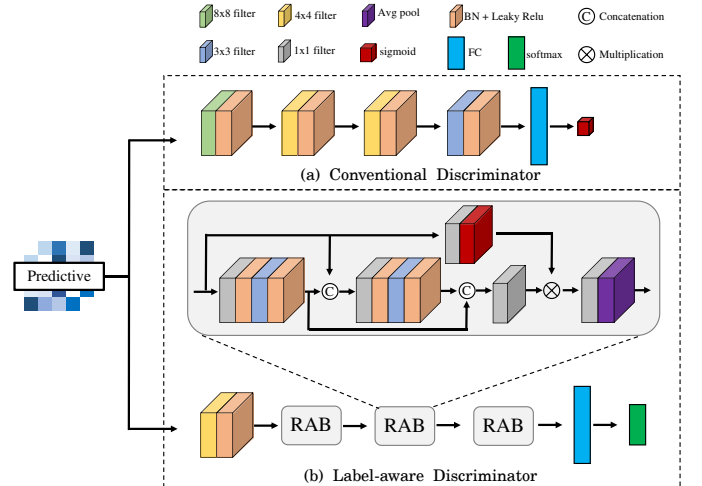 8x8 filter 4x4 filter Avg pool BN + Leaky Relu Concatenation
3x3 filter 1x1 filter sigmoid FC softmax Multiplication
(a) Conventional Discriminator
Predictive
C C
RAB RAB RAB
(b) Label-aware Discriminator